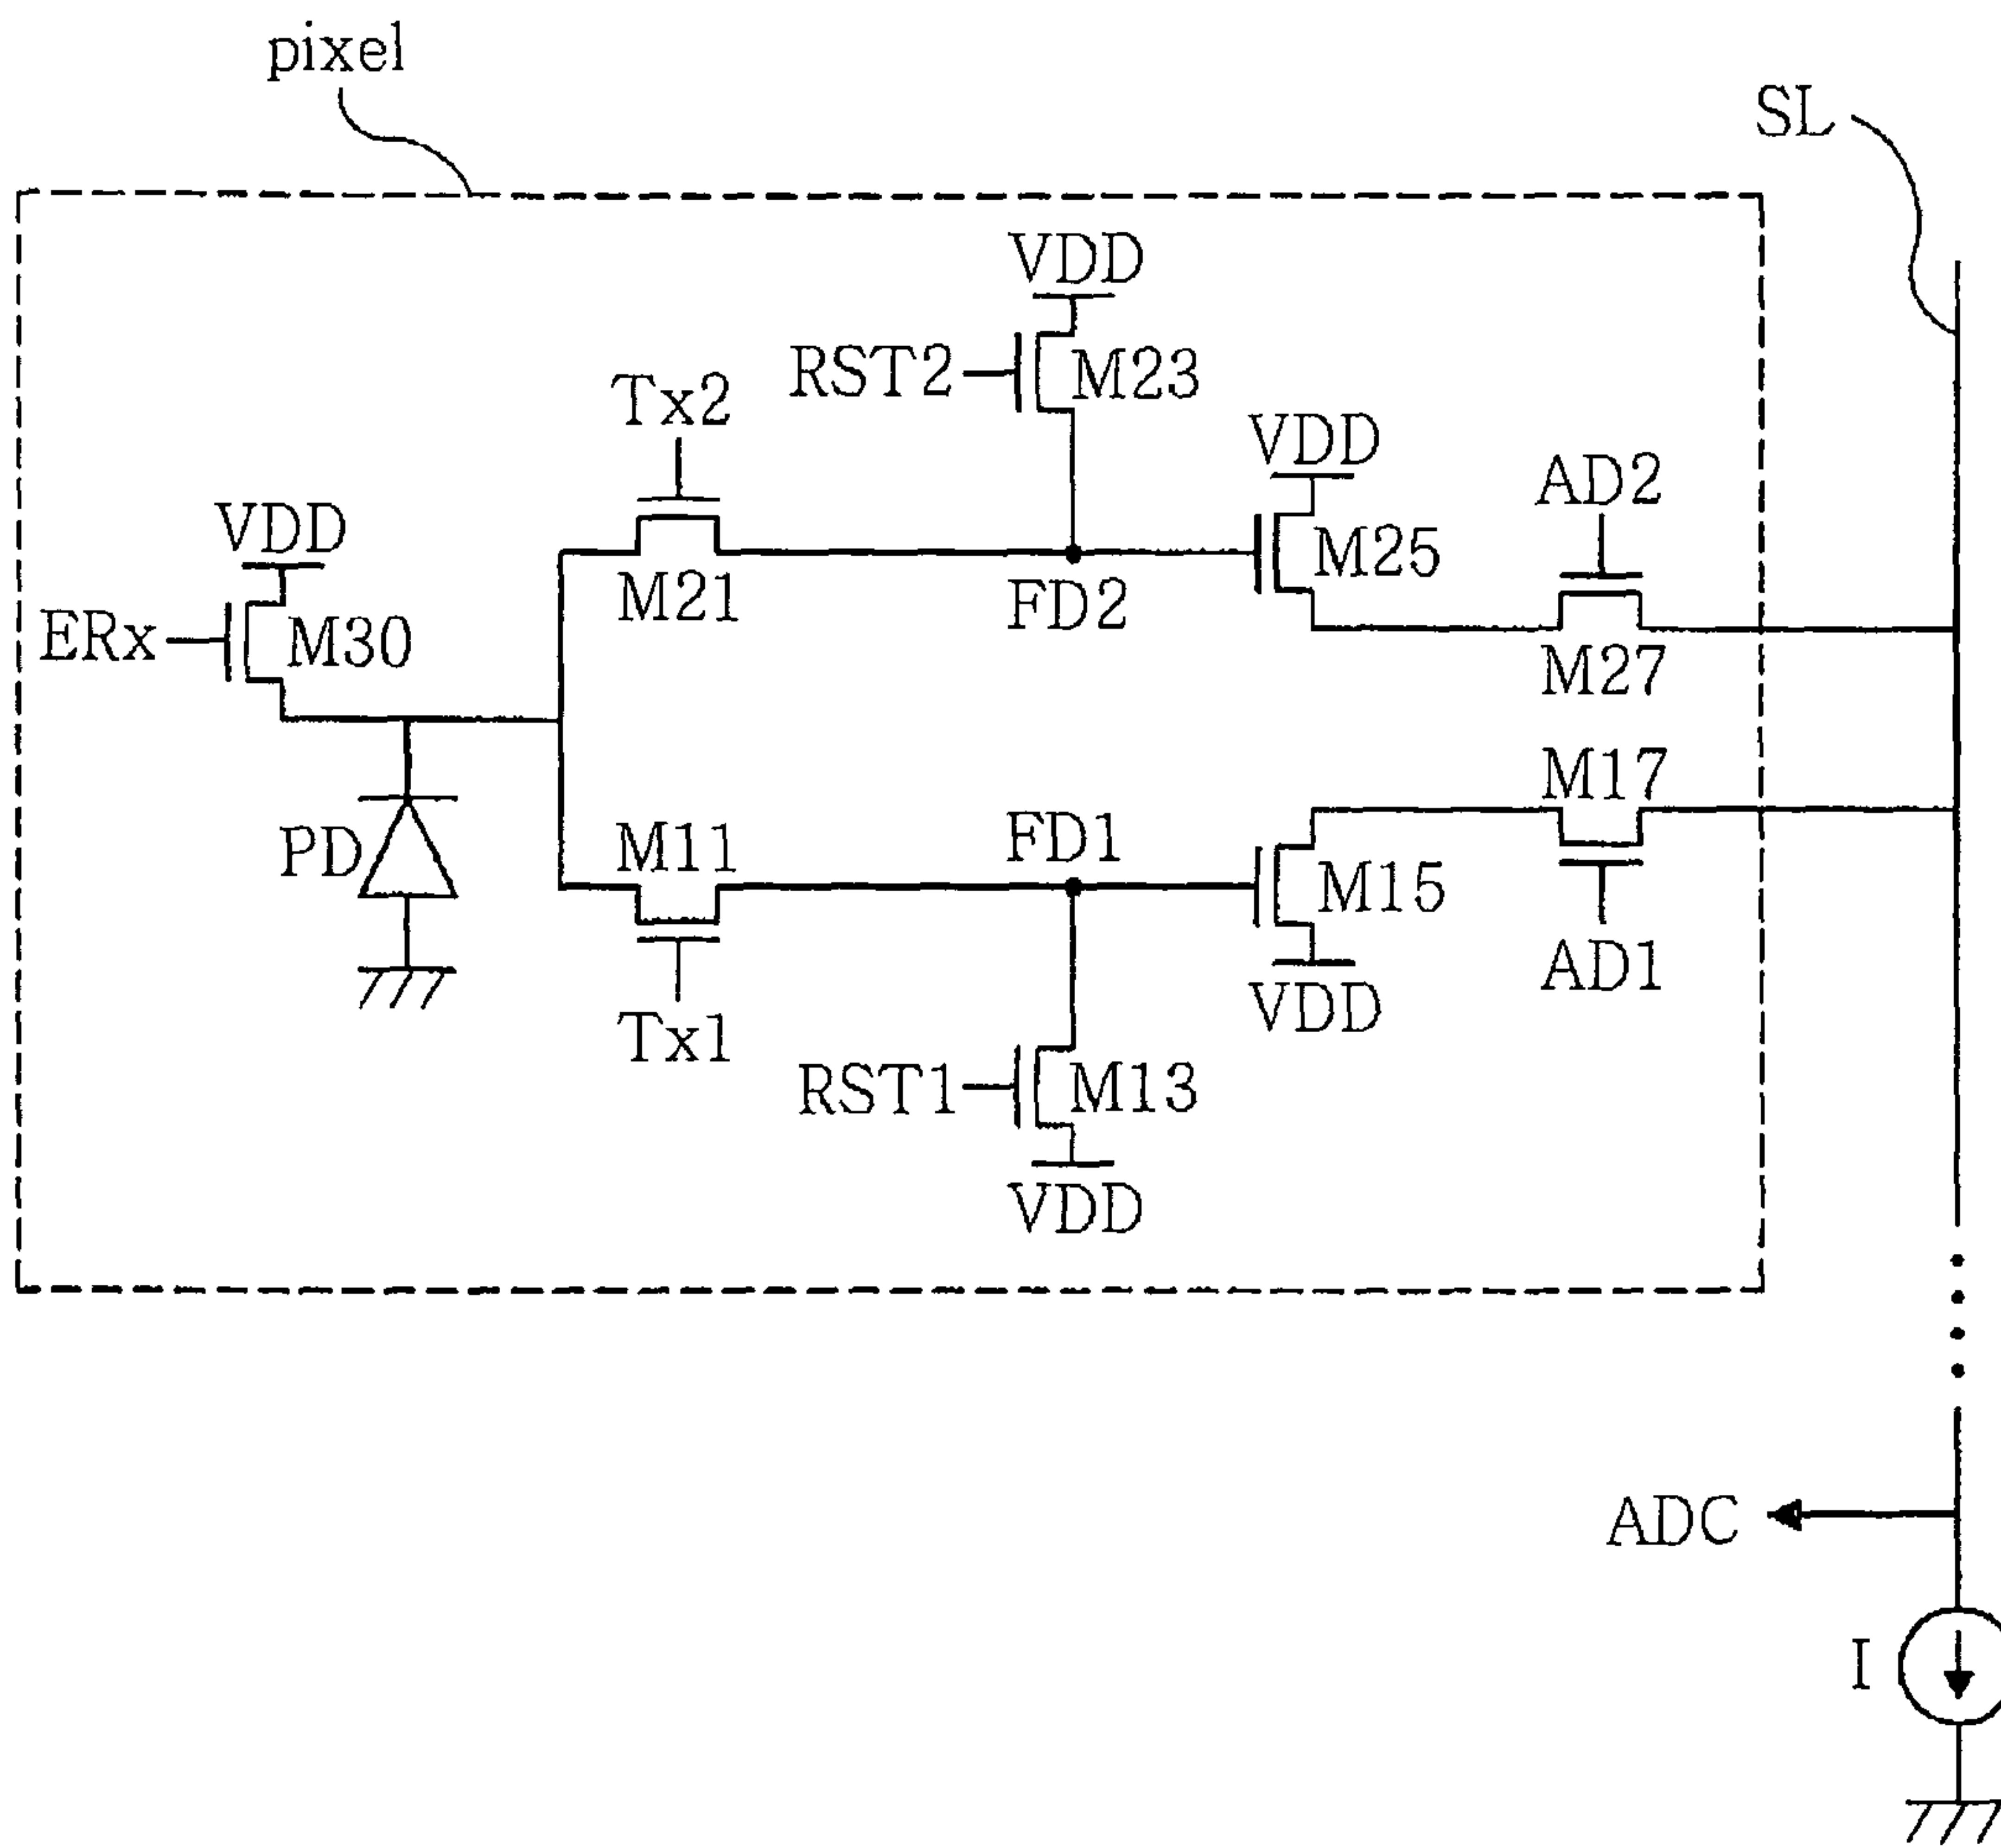 pixel
SL
VDD
RST2
M23
Tx2
VDD
AD2
VDD
M25
M21
FD2
ERx
M30
M27
M17
PD
M11
FD1
M15
AD1
VDD
Tx1
RST1
M13
VDD
ADC
I